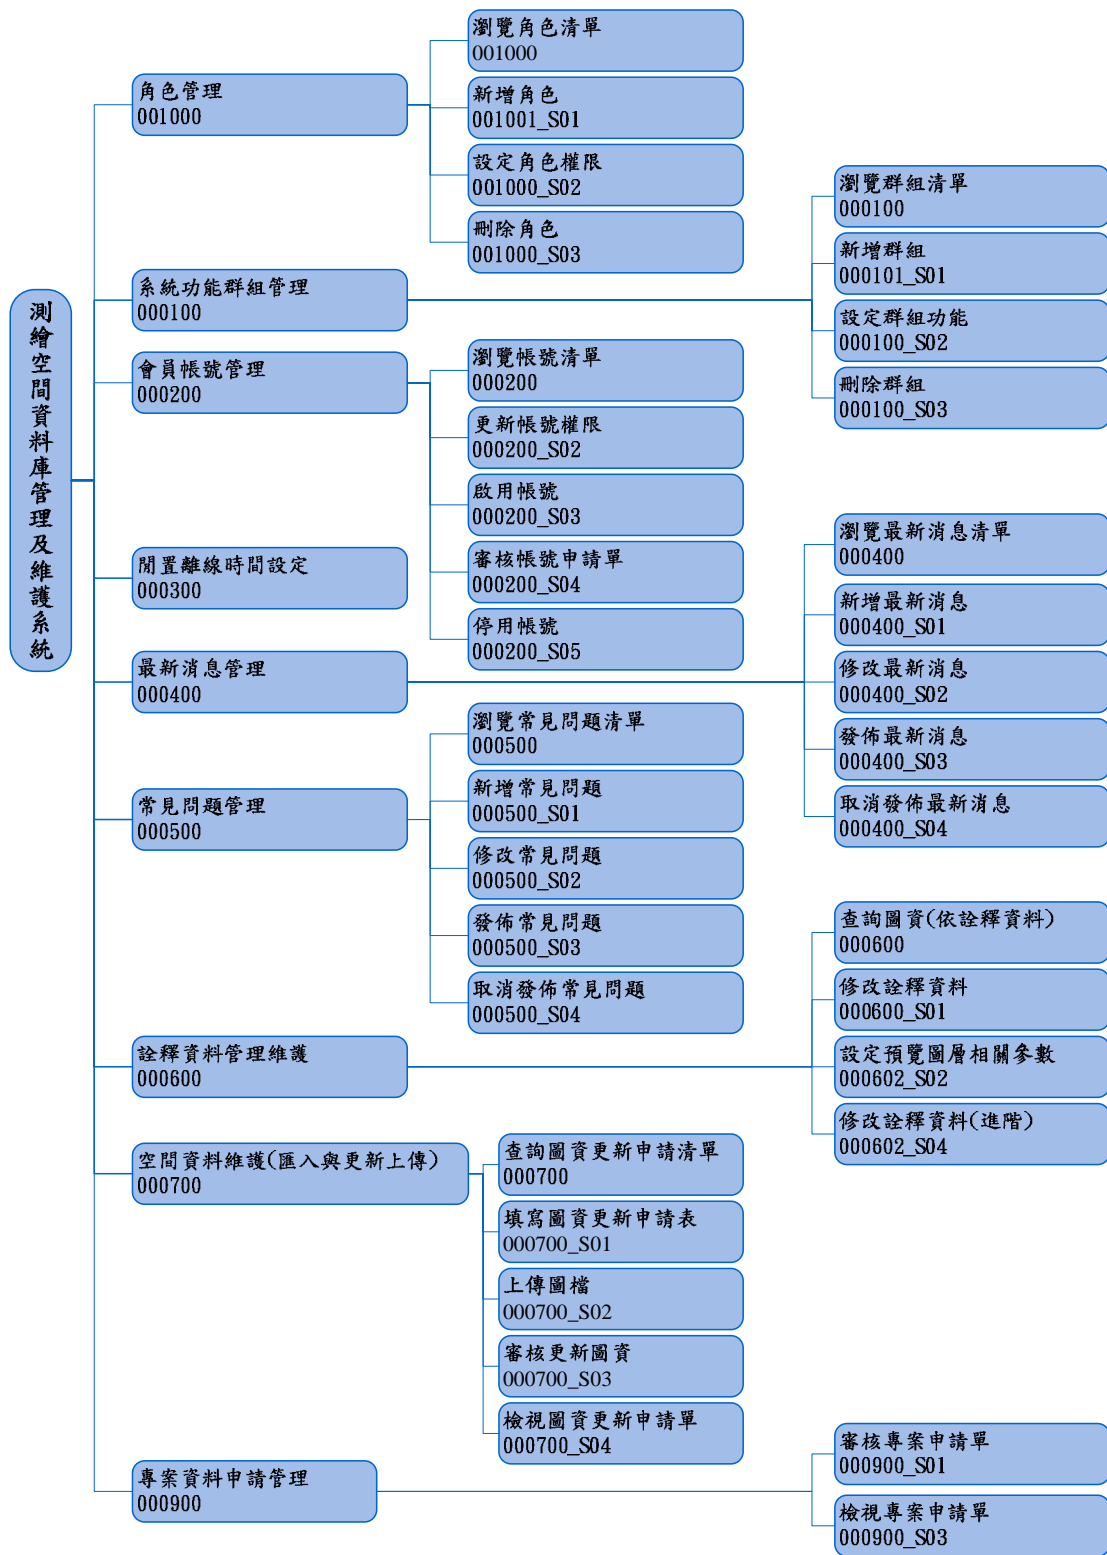 測繪空間資料庫管理及維護系統
角色管理
001000
瀏覽角色清單
001000
新增角色
001001_S01
設定角色權限
001000_S02
刪除角色
001000_S03
系統功能群組管理
000100
瀏覽群組清單
000100
新增群組
000101_S01
設定群組功能
000100_S02
刪除群組
000100_S03
會員帳號管理
000200
瀏覽帳號清單
000200
更新帳號權限
000200_S02
啟用帳號
000200_S03
審核帳號申請單
000200_S04
停用帳號
000200_S05
閒置離線時間設定
000300
最新消息管理
000400
瀏覽最新消息清單
000400
新增最新消息
000400_S01
修改最新消息
000400_S02
發佈最新消息
000400_S03
取消發佈最新消息
000400_S04
常見問題管理
000500
瀏覽常見問題清單
000500
新增常見問題
000500_S01
修改常見問題
000500_S02
發佈常見問題
000500_S03
取消發佈常見問題
000500_S04
詮釋資料管理維護
000600
查詢圖資(依詮釋資料)
000600
修改詮釋資料
000600_S01
設定預覽圖層相關參數
000602_S02
修改詮釋資料(進階)
000602_S04
空間資料維護(匯入與更新上傳)
000700
查詢圖資更新申請清單
000700
填寫圖資更新申請表
000700_S01
上傳圖檔
000700_S02
審核更新圖資
000700_S03
檢視圖資更新申請單
000700_S04
專案資料申請管理
000900
審核專案申請單
000900_S01
檢視專案申請單
000900_S03